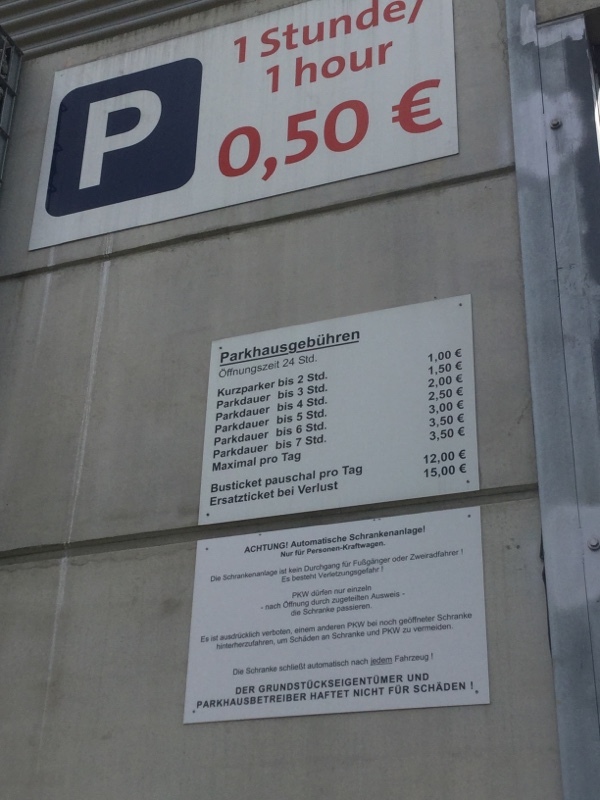 P
1 Stunde/
1 hour
0,50 €
Parkhausgebühren
Öffnungszeit 24 Std.
Kurzparker bis 2 Std. 1,00 €
Parkdauer bis 3 Std. 1,50 €
Parkdauer bis 4 Std. 2,00 €
Parkdauer bis 5 Std. 2,50 €
Parkdauer bis 6 Std. 3,00 €
Parkdauer bis 7 Std. 3,50 €
Maximal pro Tag 3,50 €
Busticket pauschal pro Tag 12,00 €
Ersatzticket bei Verlust 15,00 €
ACHTUNG! Automatische Schrankenanlage!
Nur für Personen-Kraftwagen.
Die Schrankenanlage ist kein Durchgang für Fußgänger oder Zweiradfahrer !
Es besteht Verletzungsgefahr !
PKW dürfen nur einzeln
- nach Öffnung durch zugeteilten Ausweis -
die Schranke passieren.
Es ist ausdrücklich verboten, einem anderen PKW bei noch geöffneter Schranke
hinterherzufahren, um Schäden an Schranke und PKW zu vermeiden.
Die Schranke schließt automatisch nach jedem Fahrzeug !
DER GRUNDSTÜCKSEIGENTÜMER UND
PARKHAUSBETREIBER HAFTET NICHT FÜR SCHÄDEN !